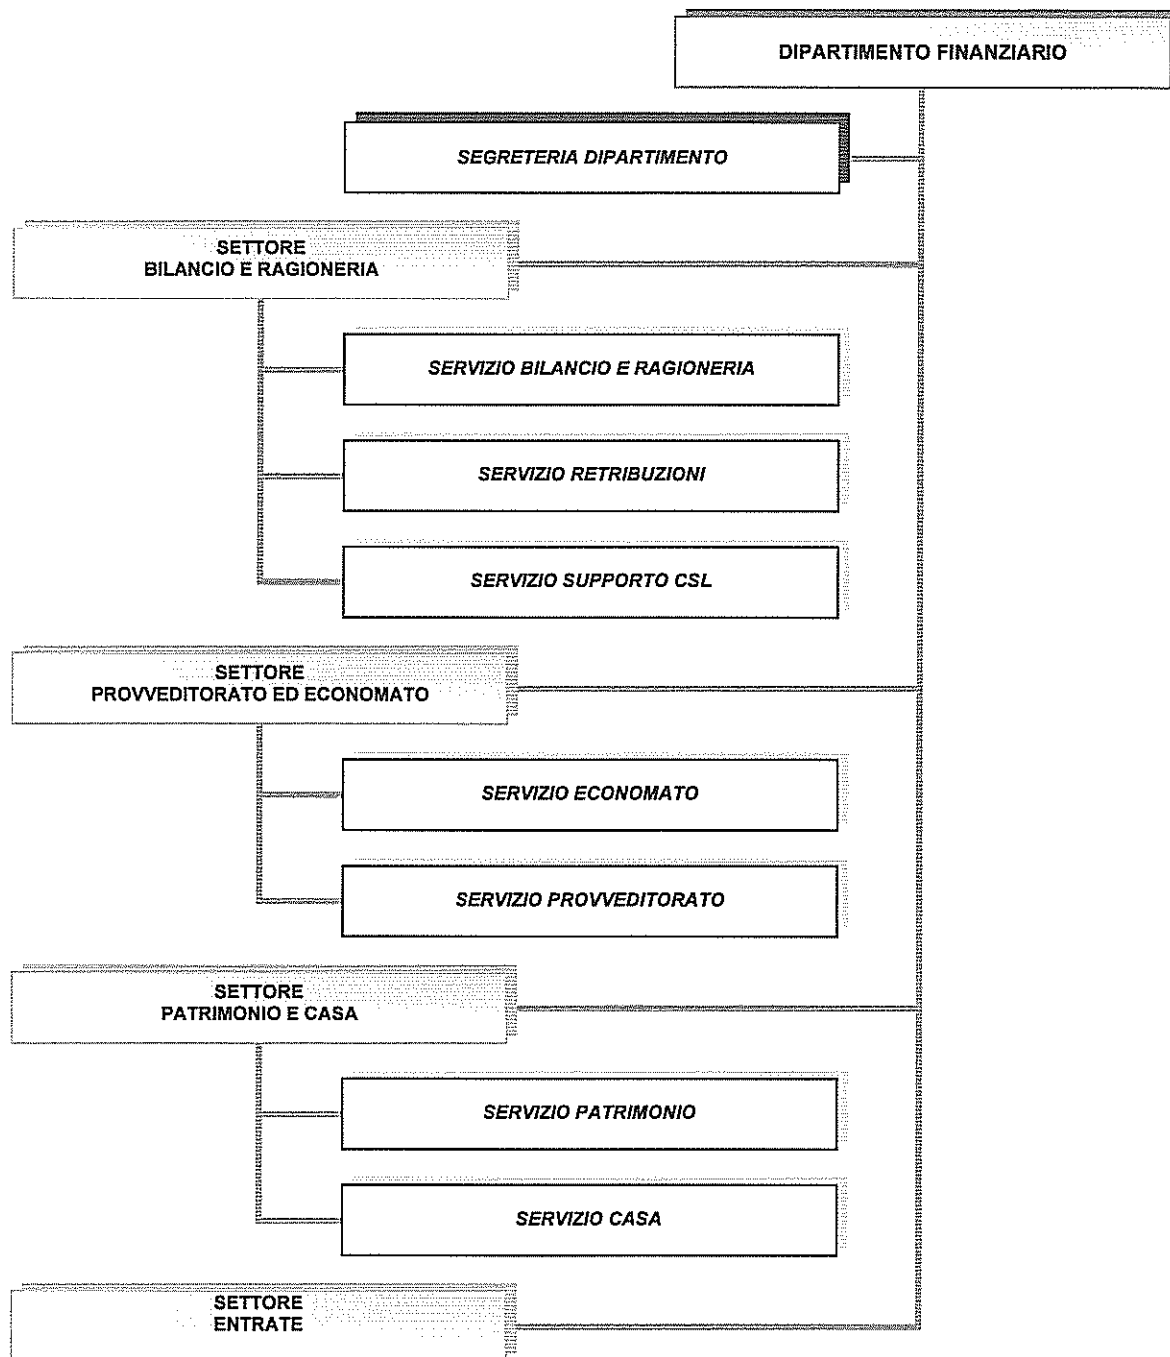 DIPARTIMENTO FINANZIARIO
SEGRETERIA DIPARTIMENTO
SETTORE
BILANCIO E RAGIONERIA
SERVIZIO BILANCIO E RAGIONERIA
SERVIZIO RETRIBUZIONI
SERVIZIO SUPPORTO CSL
SETTORE
PROVVEDITORATO ED ECONOMATO
SERVIZIO ECONOMATO
SERVIZIO PROVVEDITORATO
SETTORE
PATRIMONIO E CASA
SERVIZIO PATRIMONIO
SERVIZIO CASA
SETTORE
ENTRATE